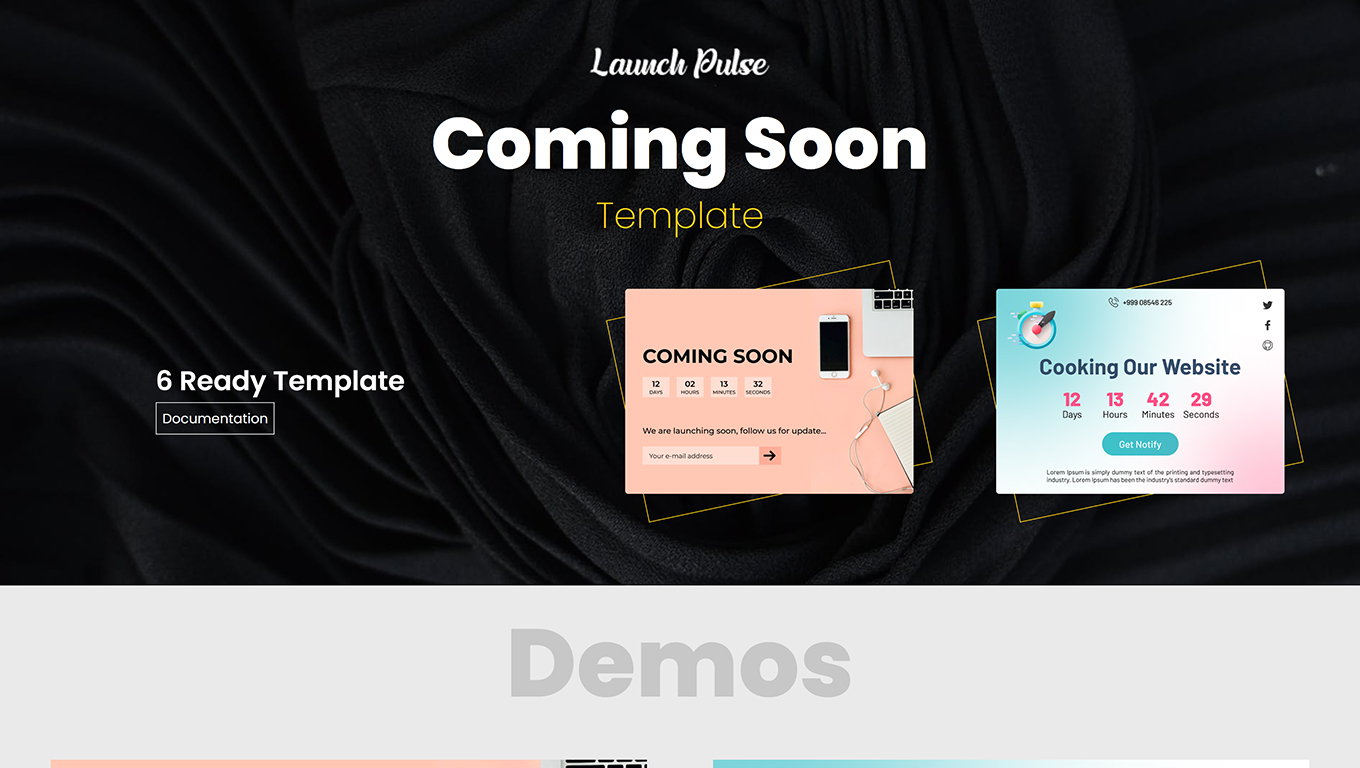 Launch Pulse
Coming Soon
Template
6 Ready Template
Documentation
COMING SOON
12 02 13 32
DAYS HOURS MINUTES SECONDS
We are launching soon, follow us for update...
Your e-mail address
+999 08546 225
Cooking Our Website
12 13 42 29
Days Hours Minutes Seconds
Get Notify
Lorem Ipsum is simply dummy text of the printing and typesetting
industry. Lorem Ipsum has been the industry's standard dummy text
Demos